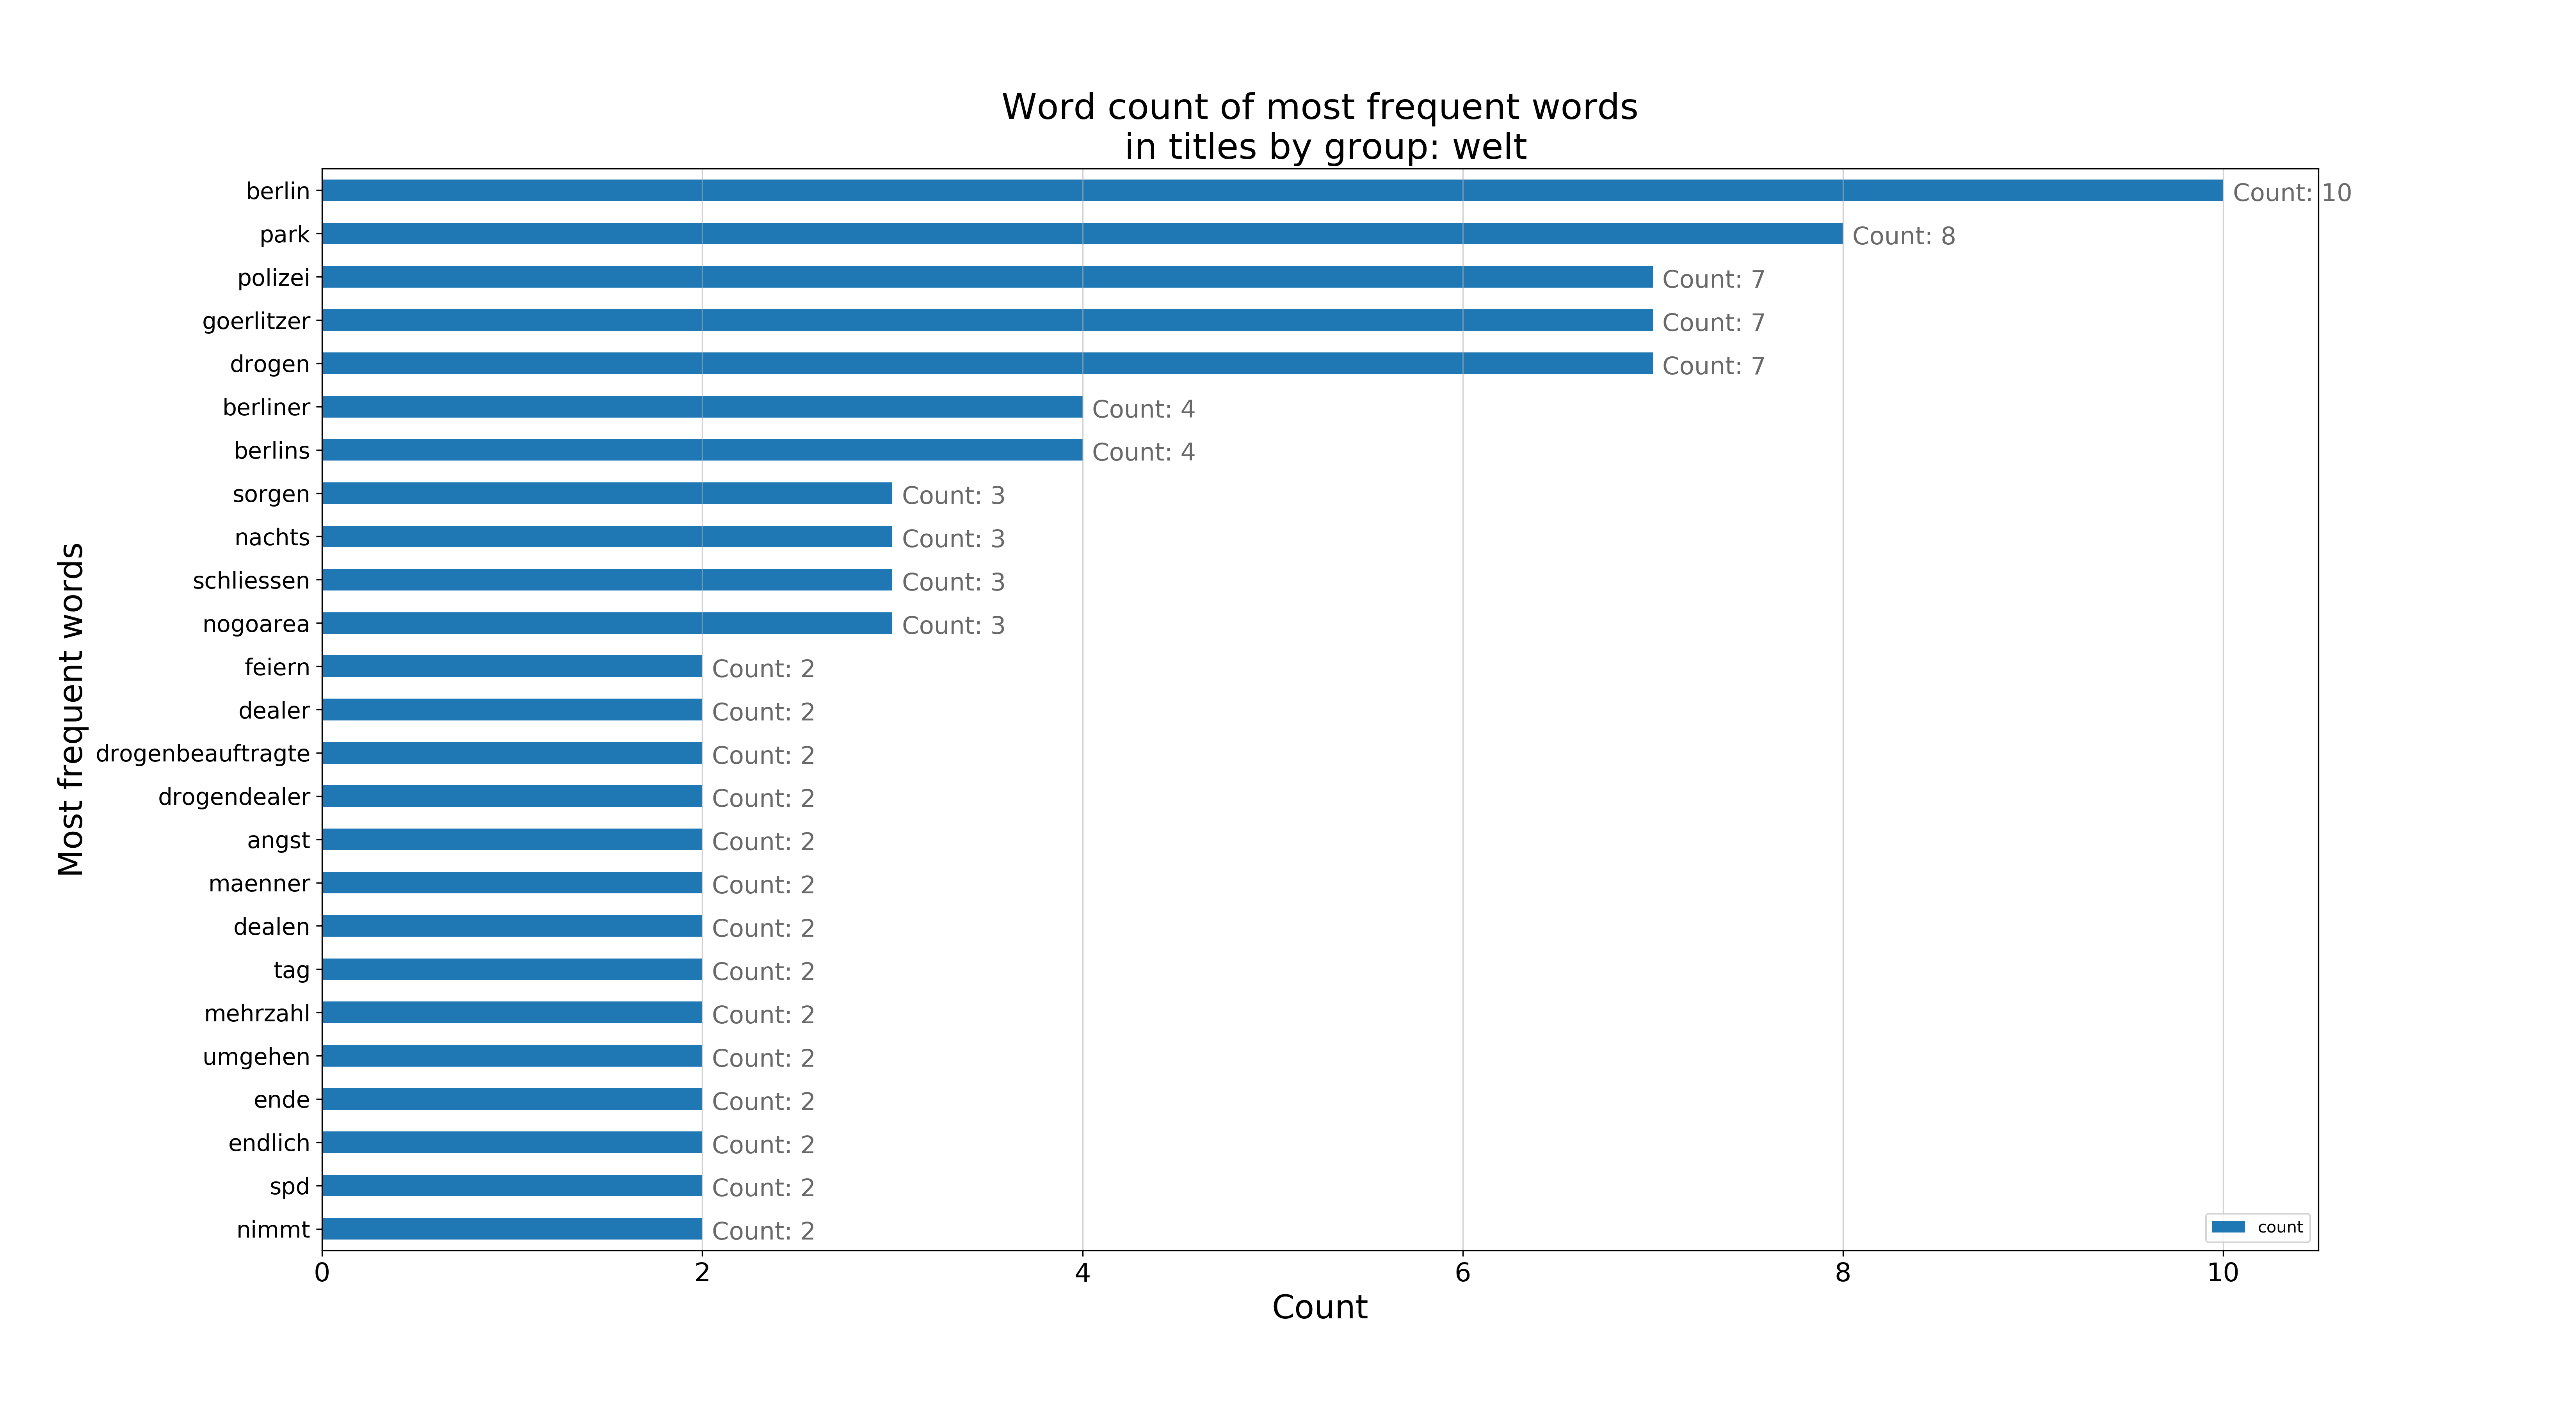 Word count of most frequent words
in titles by group: welt
Most frequent words
berlin Count: 10
park Count: 8
polizei Count: 7
goerlitzer Count: 7
drogen Count: 7
berliner Count: 4
berlins Count: 4
sorgen Count: 3
nachts Count: 3
schliessen Count: 3
nogoarea Count: 3
feiern Count: 2
dealer Count: 2
drogenbeauftragte Count: 2
drogendealer Count: 2
angst Count: 2
maenner Count: 2
dealen Count: 2
tag Count: 2
mehrzahl Count: 2
umgehen Count: 2
ende Count: 2
endlich Count: 2
spd Count: 2
nimmt Count: 2
count
0 2 4 6 8 10
Count